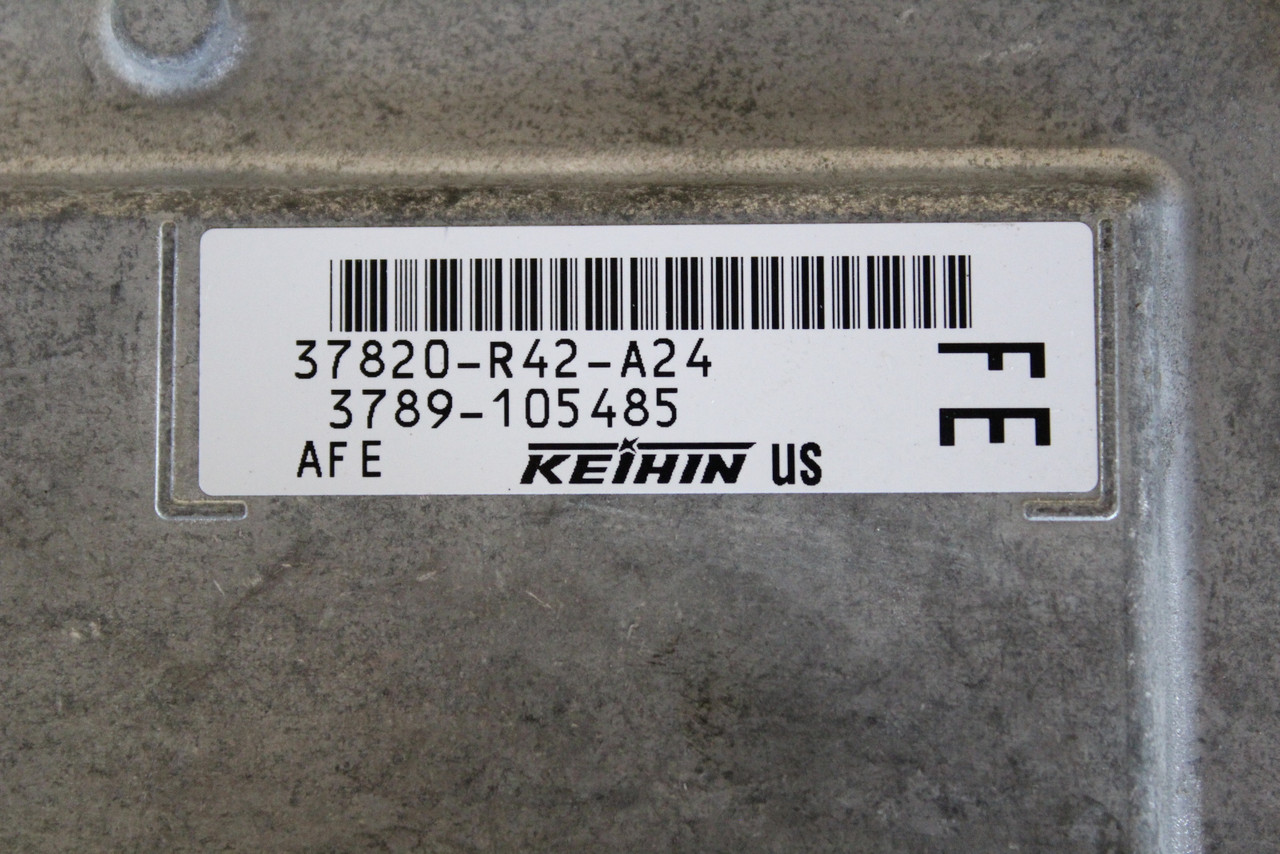 37820-R42-A24
3789-105485
AFE KEIHIN US
FE